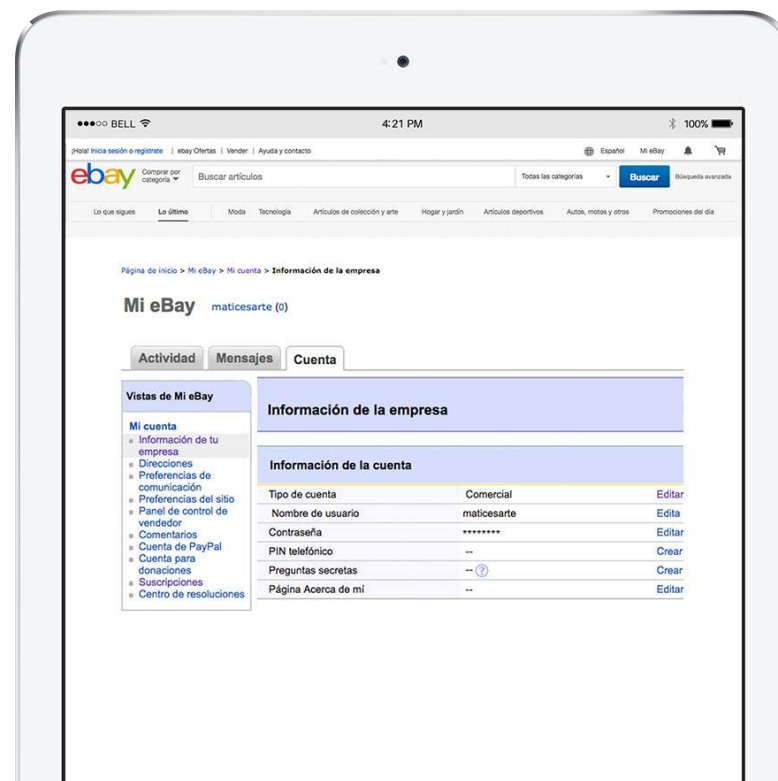 ●●●○○ BELL 4:21 PM 100%
¡Hola! Inicia sesión o regístrate | ebay Ofertas | Vender | Ayuda y contacto Español Mi eBay
ebay Comprar por categoría Buscar artículos Todas las categorías Buscar Búsqueda avanzada
Lo que sigues Lo último Moda Tecnología Artículos de colección y arte Hogar y jardín Artículos deportivos Autos, motos y otros Promociones del día
Página de inicio > Mi eBay > Mi cuenta > Información de la empresa
Mi eBay maticesarte (0)
Actividad Mensajes Cuenta
Vistas de Mi eBay
Mi cuenta
Información de tu
empresa
Direcciones
Preferencias de
comunicación
Preferencias del sitio
Panel de control de
vendedor
Comentarios
Cuenta de PayPal
Cuenta para
donaciones
Suscripciones
Centro de resoluciones
Información de la empresa
Información de la cuenta
Tipo de cuenta Comercial Editar
Nombre de usuario maticesarte Edita
Contraseña ******** Editar
PIN telefónico -- Crear
Preguntas secretas -- ? Crear
Página Acerca de mí -- Editar